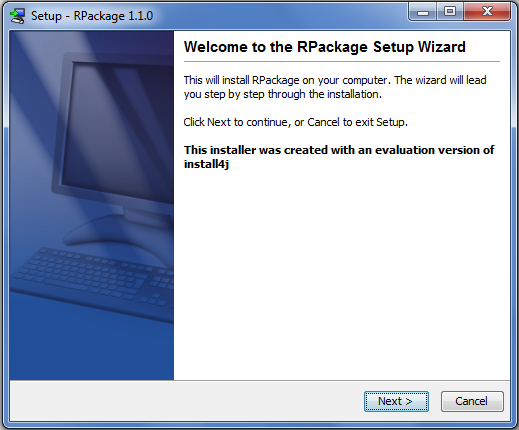 Setup - RPackage 1.1.0
Welcome to the RPackage Setup Wizard
This will install RPackage on your computer. The wizard will lead
you step by step through the installation.
Click Next to continue, or Cancel to exit Setup.
This installer was created with an evaluation version of
install4j
Next >
Cancel